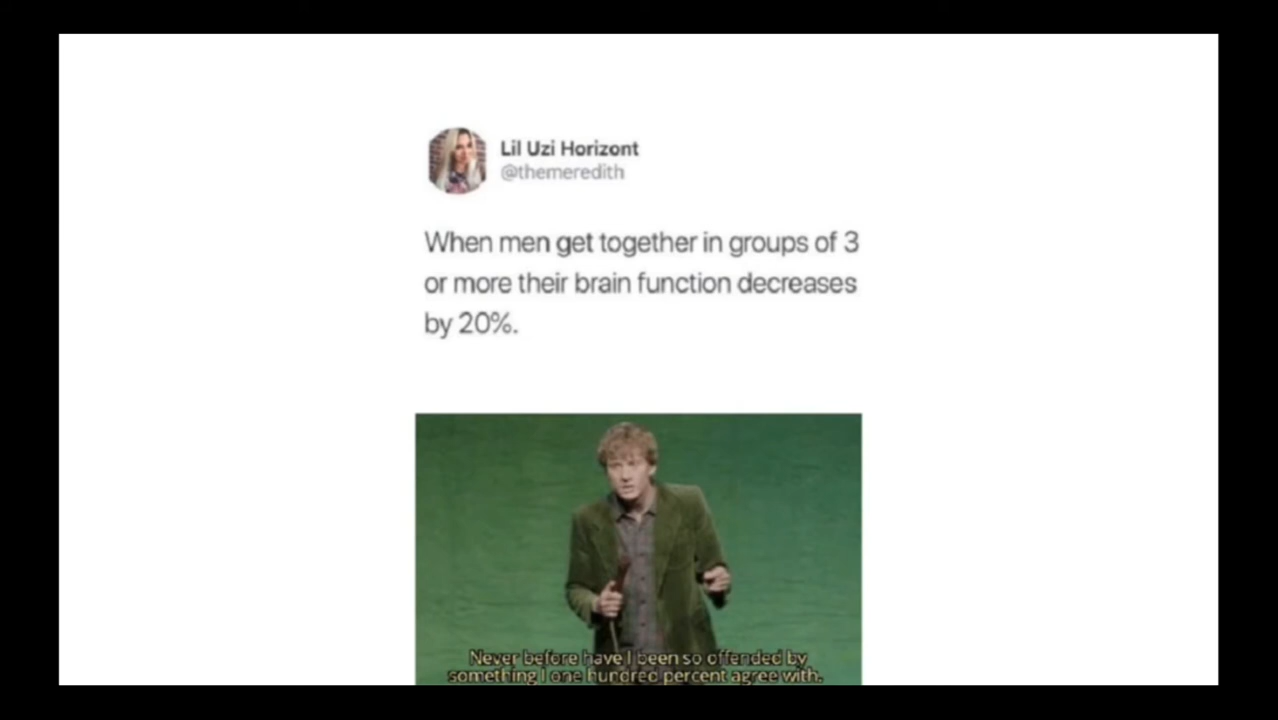 Lil Uzi Horizont
@themeredith
When men get together in groups of 3
or more their brain function decreases
by 20%.
Never before have I been so offended by
something I one hundred percent agree with.